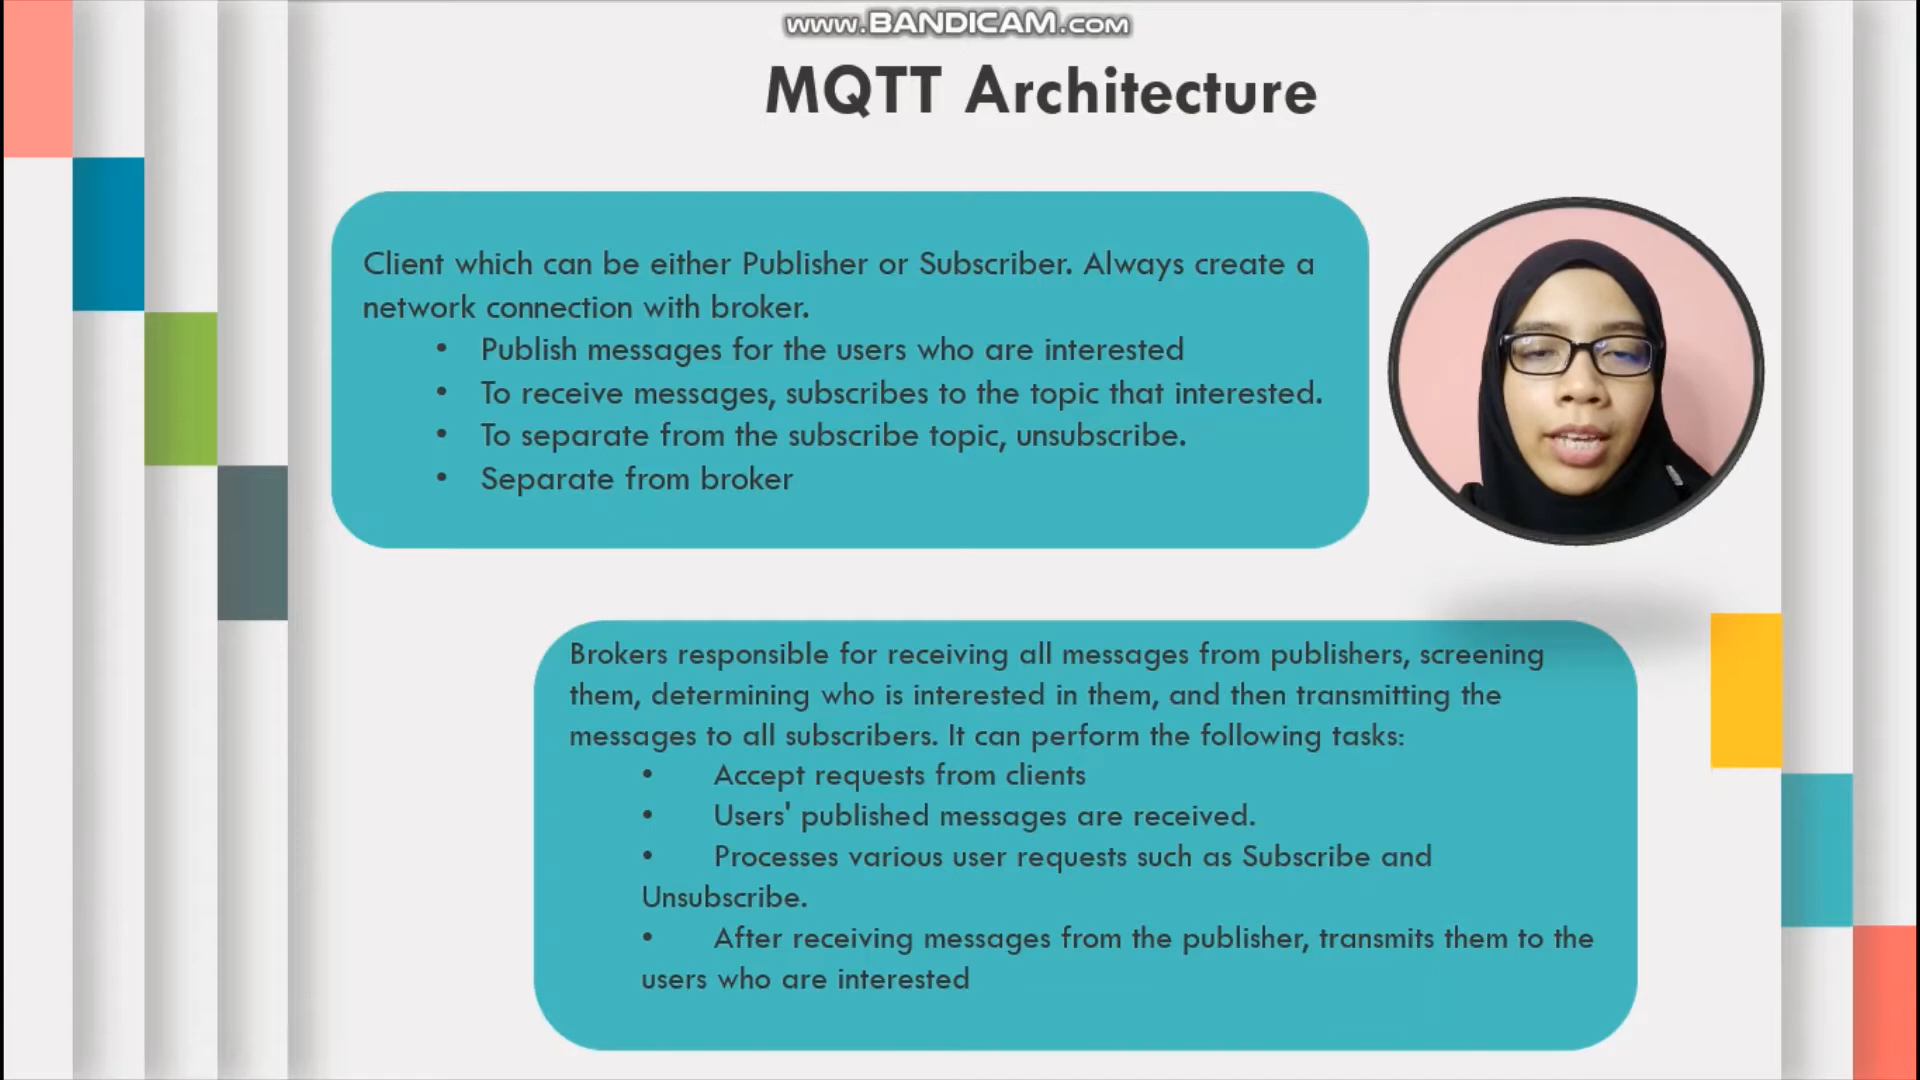 www.BANDICAM.com
MQTT Architecture
Client which can be either Publisher or Subscriber. Always create a
network connection with broker.
• Publish messages for the users who are interested
• To receive messages, subscribes to the topic that interested.
• To separate from the subscribe topic, unsubscribe.
• Separate from broker
Brokers responsible for receiving all messages from publishers, screening
them, determining who is interested in them, and then transmitting the
messages to all subscribers. It can perform the following tasks:
• Accept requests from clients
• Users' published messages are received.
• Processes various user requests such as Subscribe and
Unsubscribe.
• After receiving messages from the publisher, transmits them to the
users who are interested